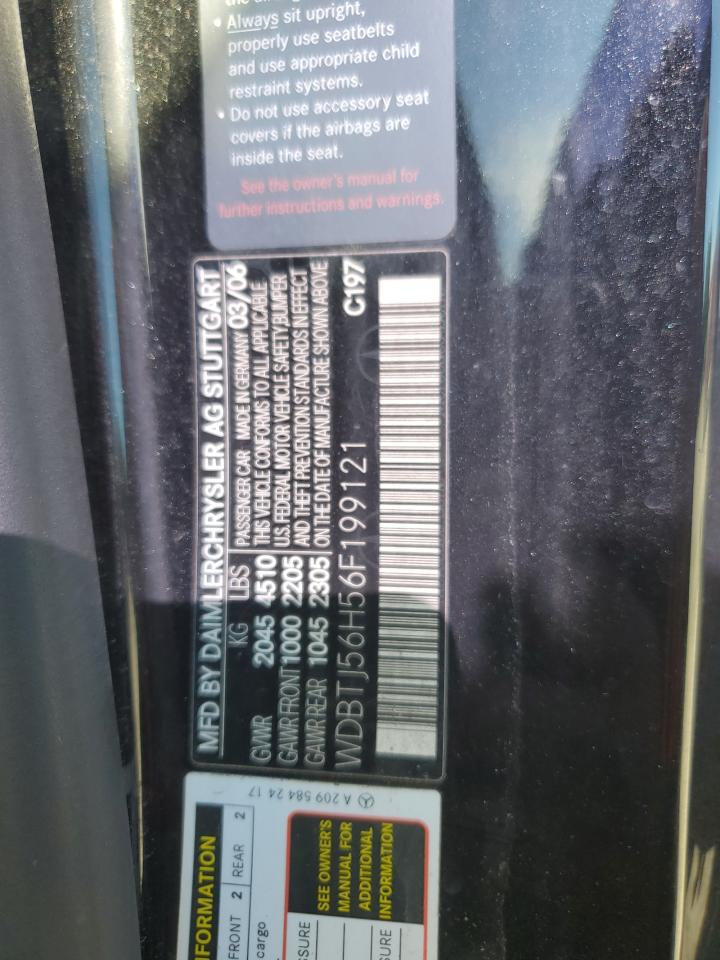 • Always sit upright,
properly use seatbelts
and use appropriate child
restraint systems.
• Do not use accessory seat
covers if the airbags are
inside the seat.
See the owner's manual for
further instructions and warnings.
MFD BY DAIMLERCHRYSLER AG STUTTGART
KG LBS PASSENGER CAR MADE IN GERMANY 03/06
GVWR 2045 4510 THIS VEHICLE CONFORMS TO ALL APPLICABLE
GAWR FRONT 1000 2205 U.S. FEDERAL MOTOR VEHICLE SAFETY, BUMPER
GAWR REAR 1045 2305 AND THEFT PREVENTION STANDARDS IN EFFECT
ON THE DATE OF MANUFACTURE SHOWN ABOVE
WDBTJ56H56F199121 C197
A 209 584 24 17
FORMATION
FRONT 2 REAR 2
cargo
SEE OWNER'S
MANUAL FOR
ADDITIONAL
INFORMATION
SSURE
SURE